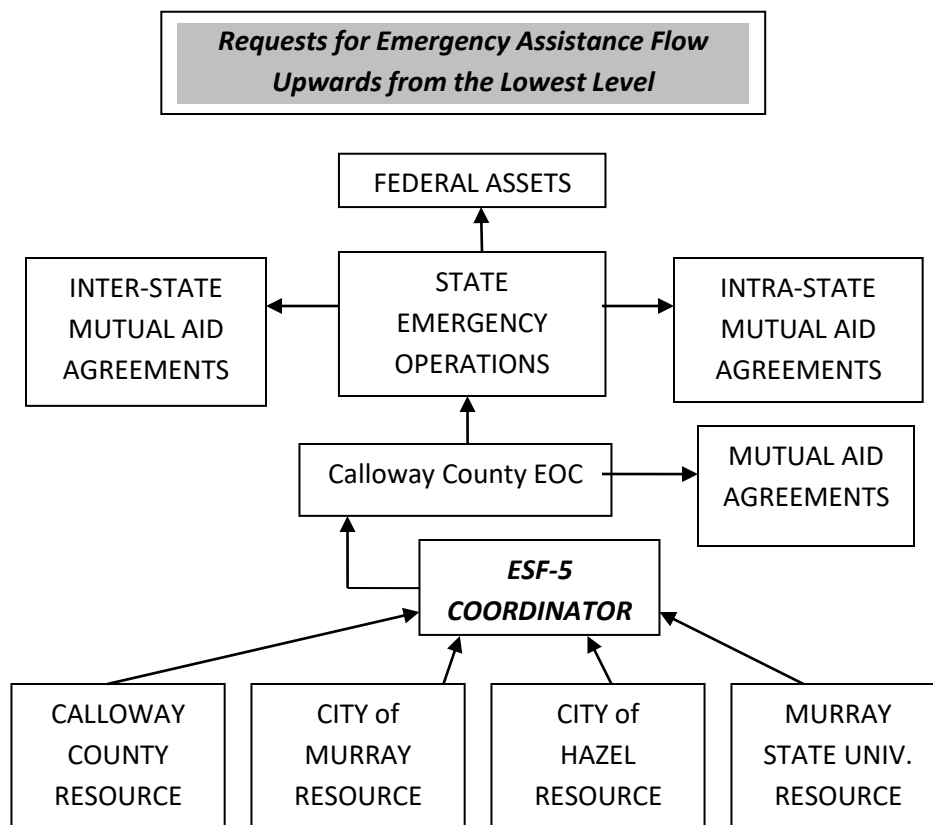 Requests for Emergency Assistance Flow
Upwards from the Lowest Level
FEDERAL ASSETS
INTER-STATE
MUTUAL AID
AGREEMENTS
STATE
EMERGENCY
OPERATIONS
INTRA-STATE
MUTUAL AID
AGREEMENTS
Calloway County EOC
MUTUAL AID
AGREEMENTS
ESF-5
COORDINATOR
CALLOWAY
COUNTY
RESOURCE
CITY of
MURRAY
RESOURCE
CITY of
HAZEL
RESOURCE
MURRAY
STATE UNIV.
RESOURCE